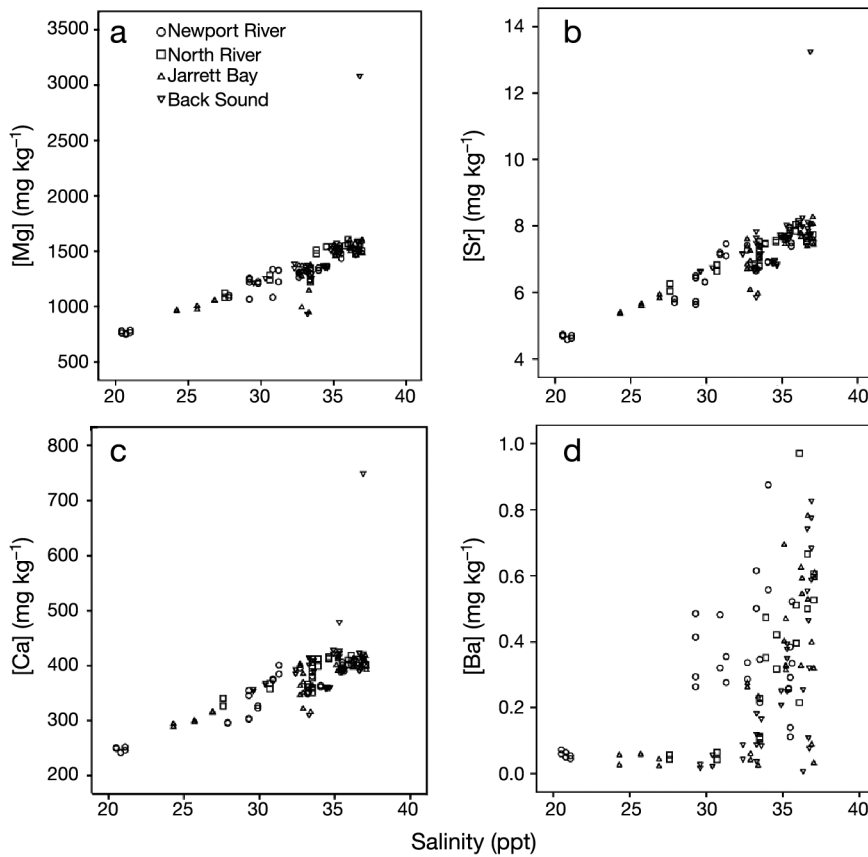 a
Newport River
North River
Jarrett Bay
Back Sound
3500
3000
2500
2000
1500
1000
500
[Mg] (mg kg⁻¹)
20 25 30 35 40
b
14
12
10
8
6
4
[Sr] (mg kg⁻¹)
20 25 30 35 40
c
800
700
600
500
400
300
200
[Ca] (mg kg⁻¹)
20 25 30 35 40
d
1.0
0.8
0.6
0.4
0.2
0.0
[Ba] (mg kg⁻¹)
20 25 30 35 40
Salinity (ppt)